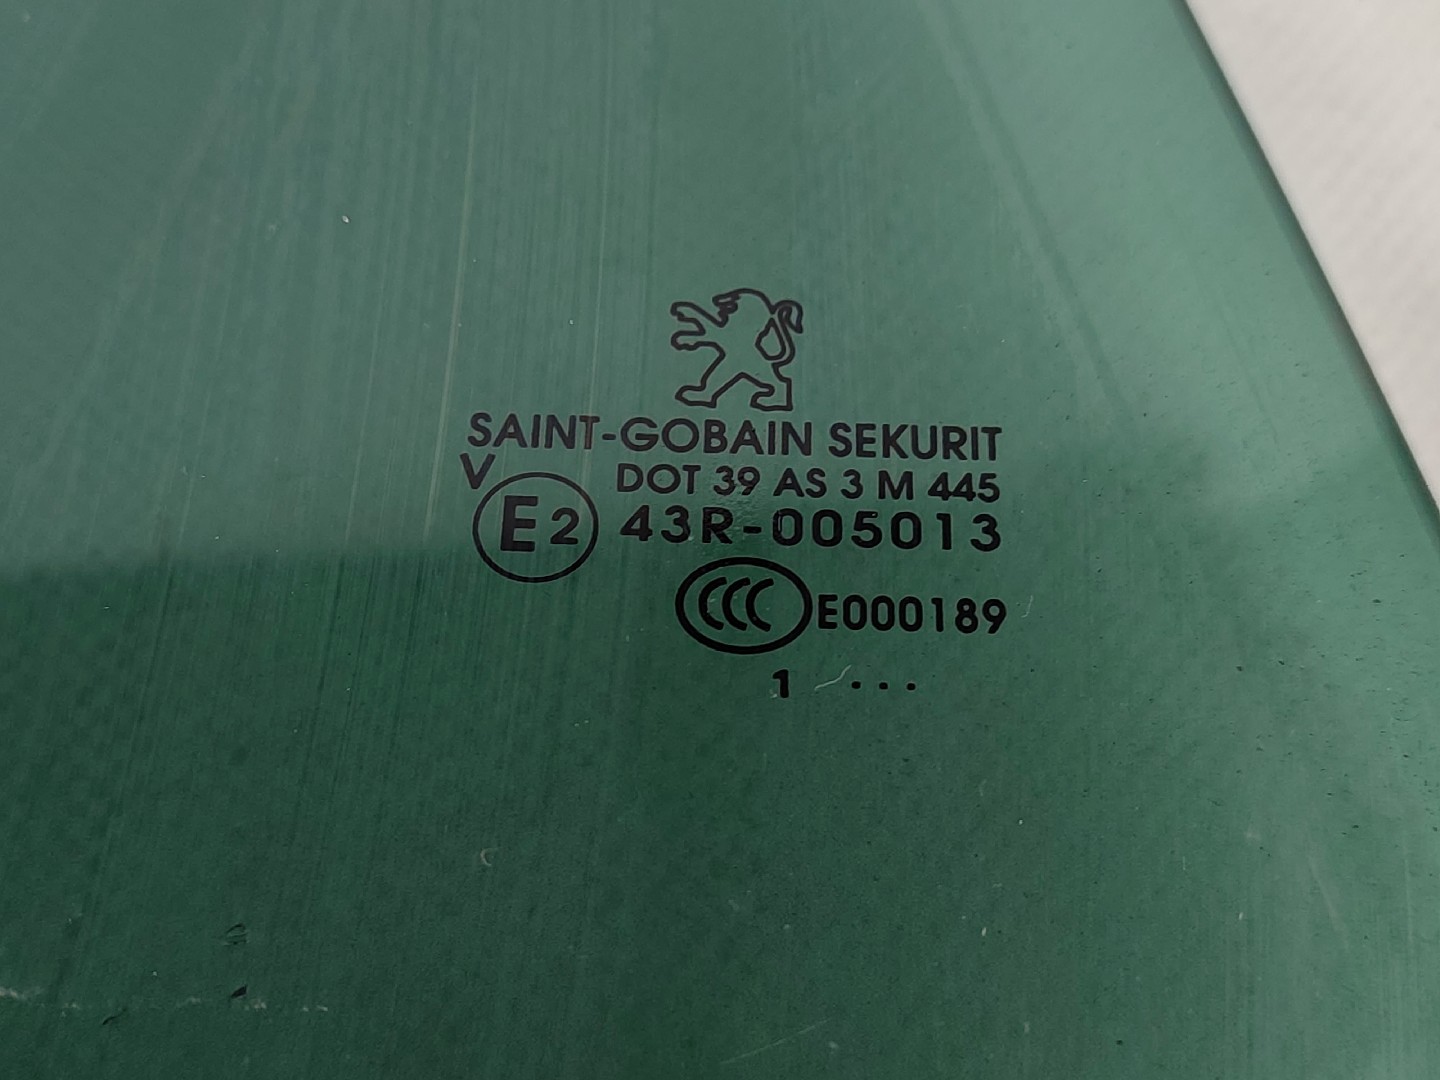 SAINT-GOBAIN SEKURIT
V DOT 39 AS 3 M 445
E2 43R-005013
CCC E000189
1 ...